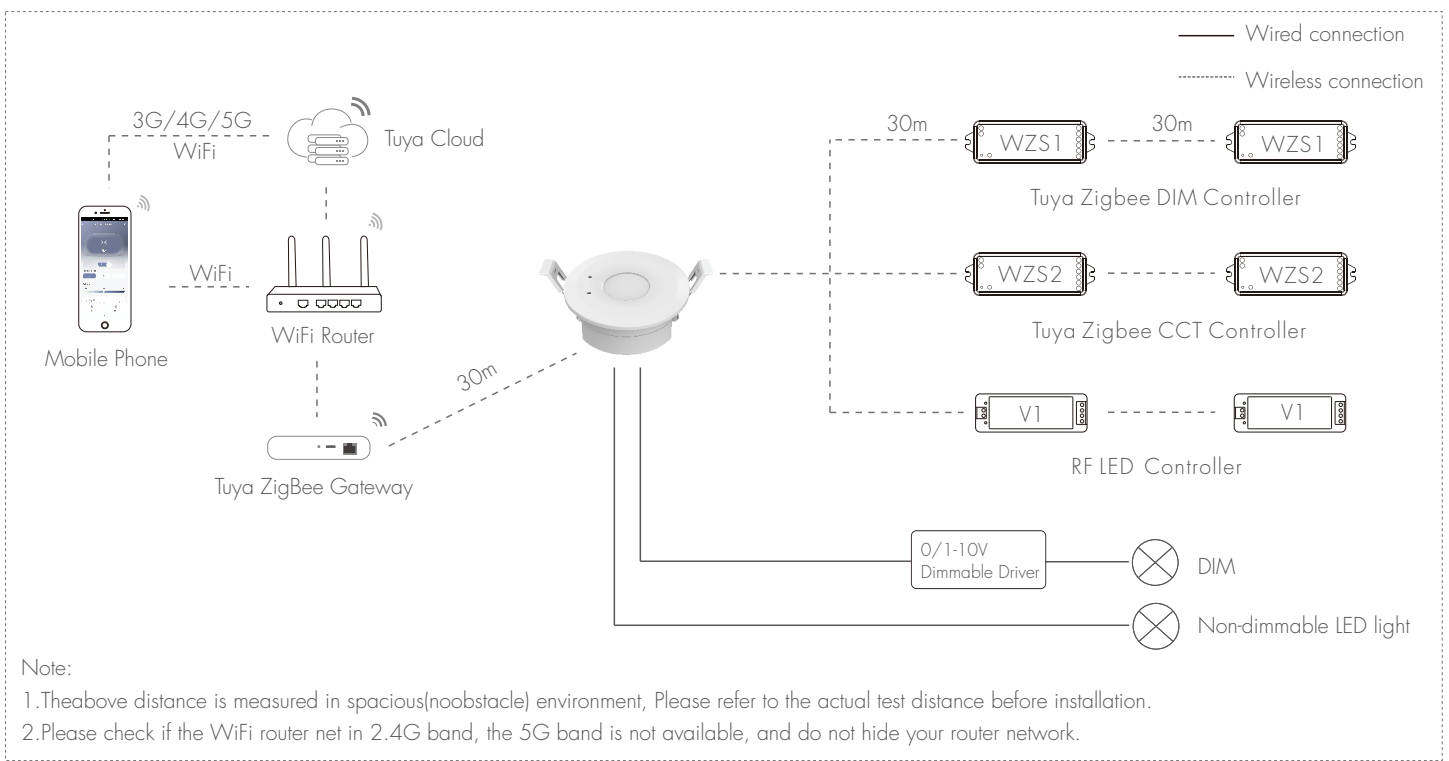 Wired connection
Wireless connection
3G/4G/5G
WiFi
Tuya Cloud
30m
WZS1
30m
WZS1
Tuya Zigbee DIM Controller
WiFi
WiFi Router
Mobile Phone
WZS2
WZS2
Tuya Zigbee CCT Controller
30m
V1
V1
RF LED Controller
Tuya ZigBee Gateway
0/1-10V
Dimmable Driver
DIM
Non-dimmable LED light
Note:
1.Theabove distance is measured in spacious(noobstacle) environment, Please refer to the actual test distance before installation.
2.Please check if the WiFi router net in 2.4G band, the 5G band is not available, and do not hide your router network.